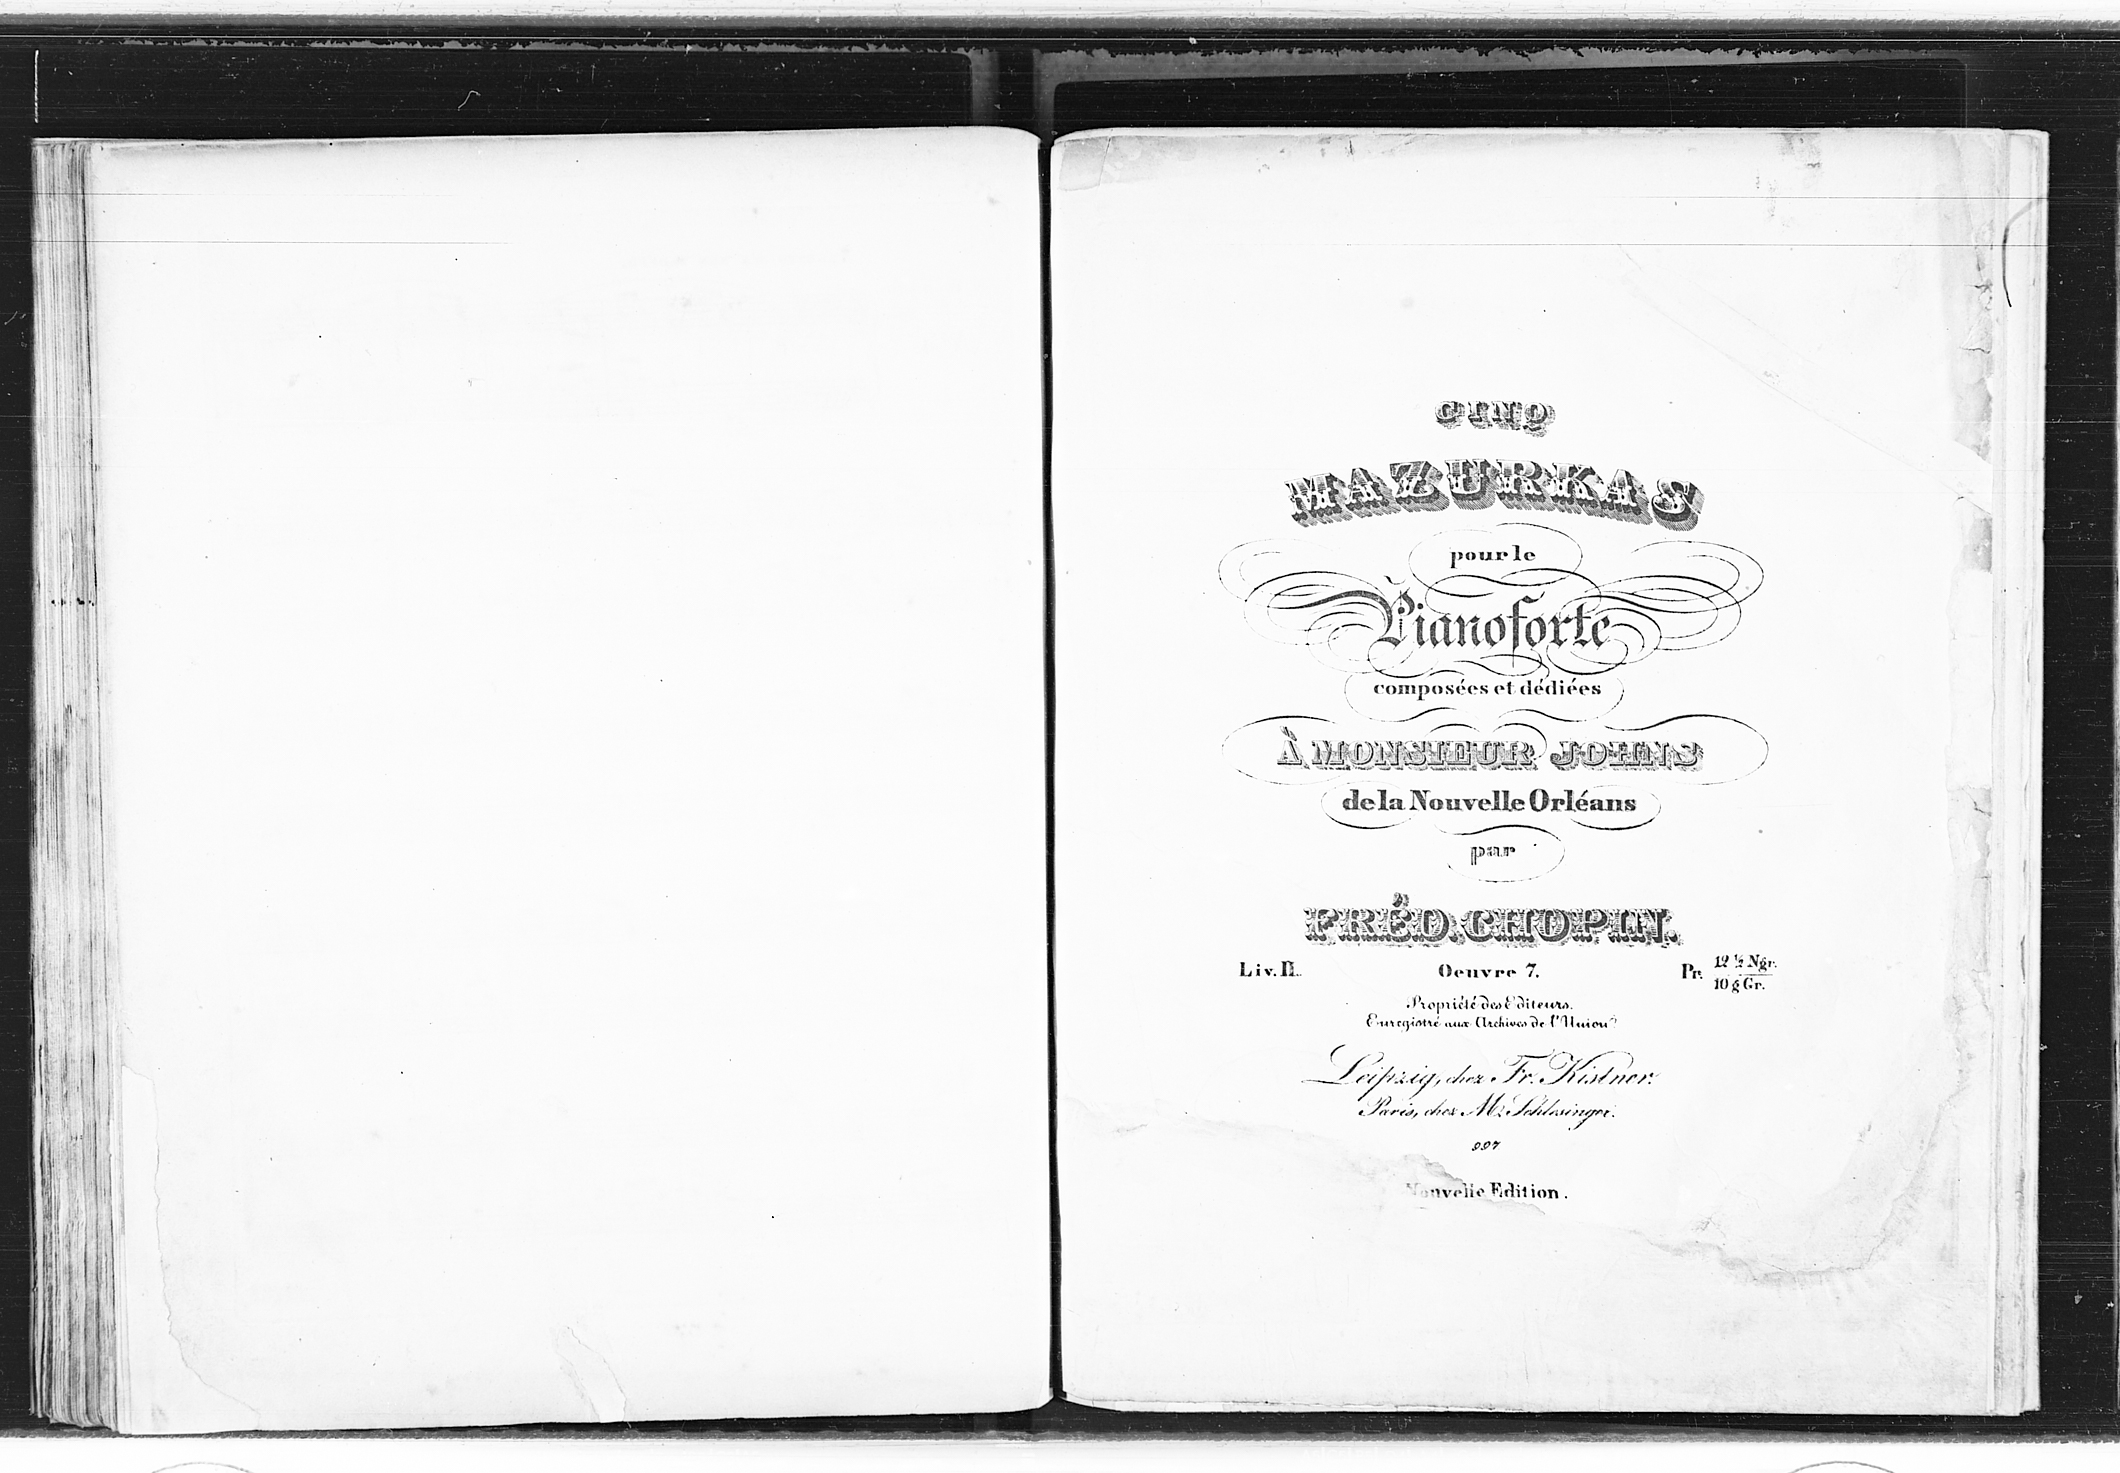 CINQ
MAZURKAS
pour le
Pianoforte
composées et dédiées
À MONSIEUR JOHNS
de la Nouvelle Orléans
par
FRÉD. CHOPIN.
Liv. II. Oeuvre 7. Pr. 12 ½ Ngr.
10 g Gr.
Propriété des Editeurs.
Enregistré aux Archives de l'Union.
Leipzig, chez Fr. Kistner.
Paris, chez M. Schlesinger.
997
Nouvelle Edition.